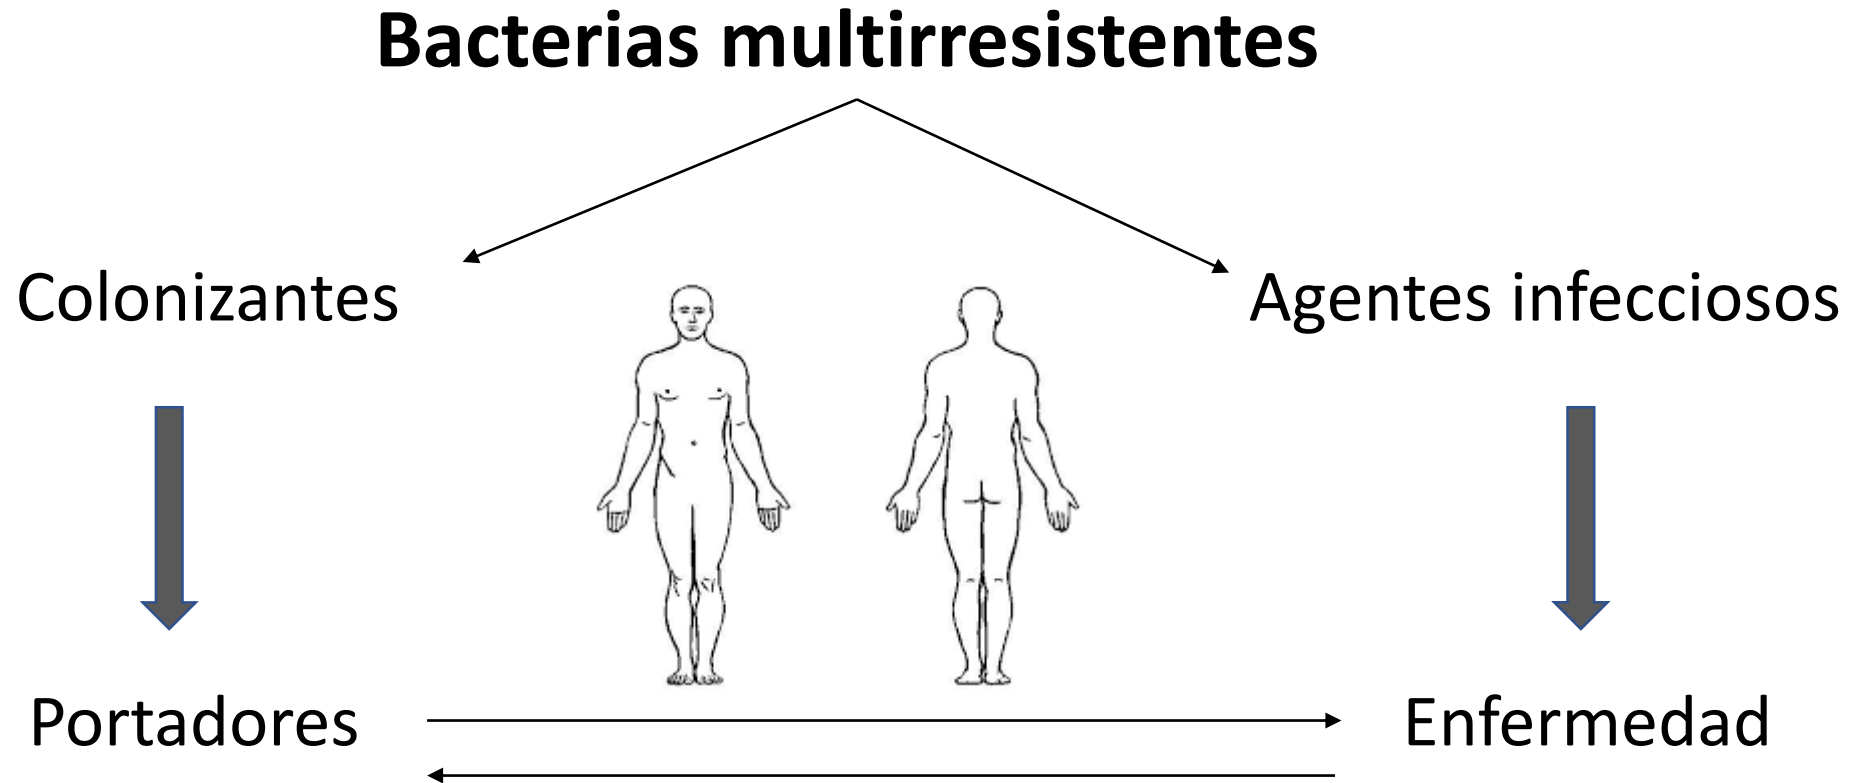 Bacterias multirresistentes
Colonizantes
Agentes infecciosos
Portadores
Enfermedad